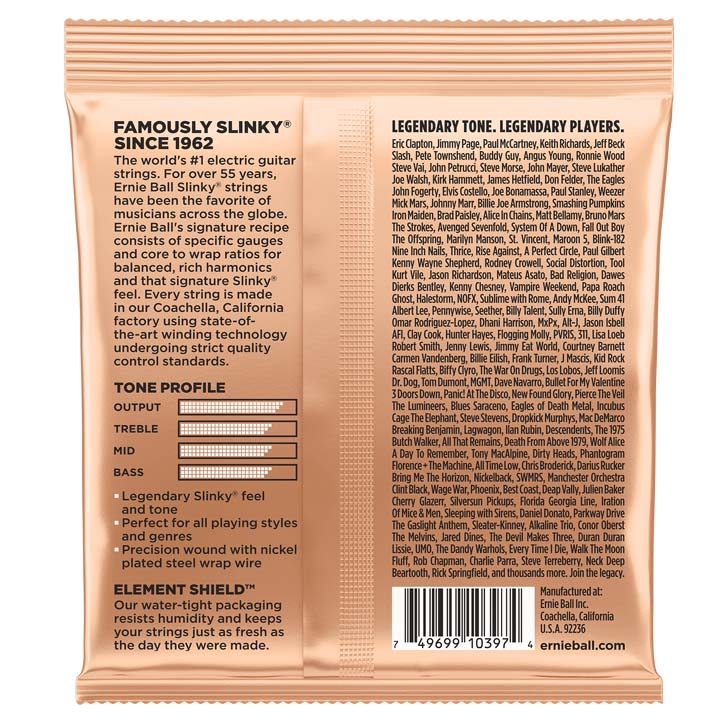 FAMOUSLY SLINKY®
SINCE 1962
The world's #1 electric guitar
strings. For over 55 years,
Ernie Ball Slinky® strings
have been the favorite of
musicians across the globe.
Ernie Ball's signature recipe
consists of specific gauges
and core to wrap ratios for
balanced, rich harmonics
and that signature Slinky®
feel. Every string is made
in our Coachella, California
factory using state-of-
the-art winding technology
undergoing strict quality
control standards.
TONE PROFILE
OUTPUT
TREBLE
MID
BASS
Legendary Slinky® feel
and tone
Perfect for all playing styles
and genres
Precision wound with nickel
plated steel wrap wire
ELEMENT SHIELD™
Our water-tight packaging
resists humidity and keeps
your strings just as fresh as
the day they were made.
LEGENDARY TONE. LEGENDARY PLAYERS.
Eric Clapton, Jimmy Page, Paul McCartney, Keith Richards, Jeff Beck
Slash, Pete Townshend, Buddy Guy, Angus Young, Ronnie Wood
Steve Vai, John Petrucci, Steve Morse, John Mayer, Steve Lukather
Joe Walsh, Kirk Hammett, James Hetfield, Don Felder, The Eagles
John Fogerty, Elvis Costello, Joe Bonamassa, Paul Stanley, Weezer
Mick Mars, Johnny Marr, Billie Joe Armstrong, Smashing Pumpkins
Iron Maiden, Brad Paisley, Alice In Chains, Matt Bellamy, Bruno Mars
The Strokes, Avenged Sevenfold, System Of A Down, Fall Out Boy
The Offspring, Marilyn Manson, St. Vincent, Maroon 5, Blink-182
Nine Inch Nails, Thrice, Rise Against, A Perfect Circle, Paul Gilbert
Kenny Wayne Shepherd, Rodney Crowell, Social Distortion, Tool
Kurt Vile, Jason Richardson, Mateus Asato, Bad Religion, Dawes
Dierks Bentley, Kenny Chesney, Vampire Weekend, Papa Roach
Ghost, Halestorm, NOFX, Sublime with Rome, Andy McKee, Sum 41
Albert Lee, Pennywise, Seether, Billy Talent, Sully Erna, Billy Duffy
Omar Rodriguez-Lopez, Dhani Harrison, MxPx, Alt-J, Jason Isbell
AFI, Clay Cook, Hunter Hayes, Flogging Molly, PVRIS, 311, Lisa Loeb
Robert Smith, Jenny Lewis, Jimmy Eat World, Courtney Barnett
Carmen Vandenberg, Billie Eilish, Frank Turner, J Mascis, Kid Rock
Rascal Flatts, Biffy Clyro, The War On Drugs, Los Lobos, Jeff Loomis
Dr. Dog, Tom Dumont, MGMT, Dave Navarro, Bullet For My Valentine
3 Doors Down, Panic! At The Disco, New Found Glory, Pierce The Veil
The Lumineers, Blues Saraceno, Eagles of Death Metal, Incubus
Cage The Elephant, Steve Stevens, Dropkick Murphys, Mac DeMarco
Breaking Benjamin, Lagwagon, Ilan Rubin, Descendents, The 1975
Butch Walker, All That Remains, Death From Above 1979, Wolf Alice
A Day To Remember, Tony MacAlpine, Dirty Heads, Phantogram
Florence + The Machine, All Time Low, Chris Broderick, Darius Rucker
Bring Me The Horizon, Nickelback, SWMRS, Manchester Orchestra
Clint Black, Wage War, Phoenix, Best Coast, Deap Vally, Julien Baker
Cherry Glazerr, Silversun Pickups, Florida Georgia Line, Iration
Of Mice & Men, Sleeping with Sirens, Daniel Donato, Parkway Drive
The Gaslight Anthem, Sleater-Kinney, Alkaline Trio, Conor Oberst
The Melvins, Jared Dines, The Devil Makes Three, Duran Duran
Lissie, UMO, The Dandy Warhols, Every Time I Die, Walk The Moon
Fluff, Rob Chapman, Charlie Parra, Steve Terreberry, Neck Deep
Beartooth, Rick Springfield, and thousands more. Join the legacy.
7 49699 10397 4
Manufactured at:
Ernie Ball Inc.
Coachella, California
U.S.A. 92236
ernieball.com